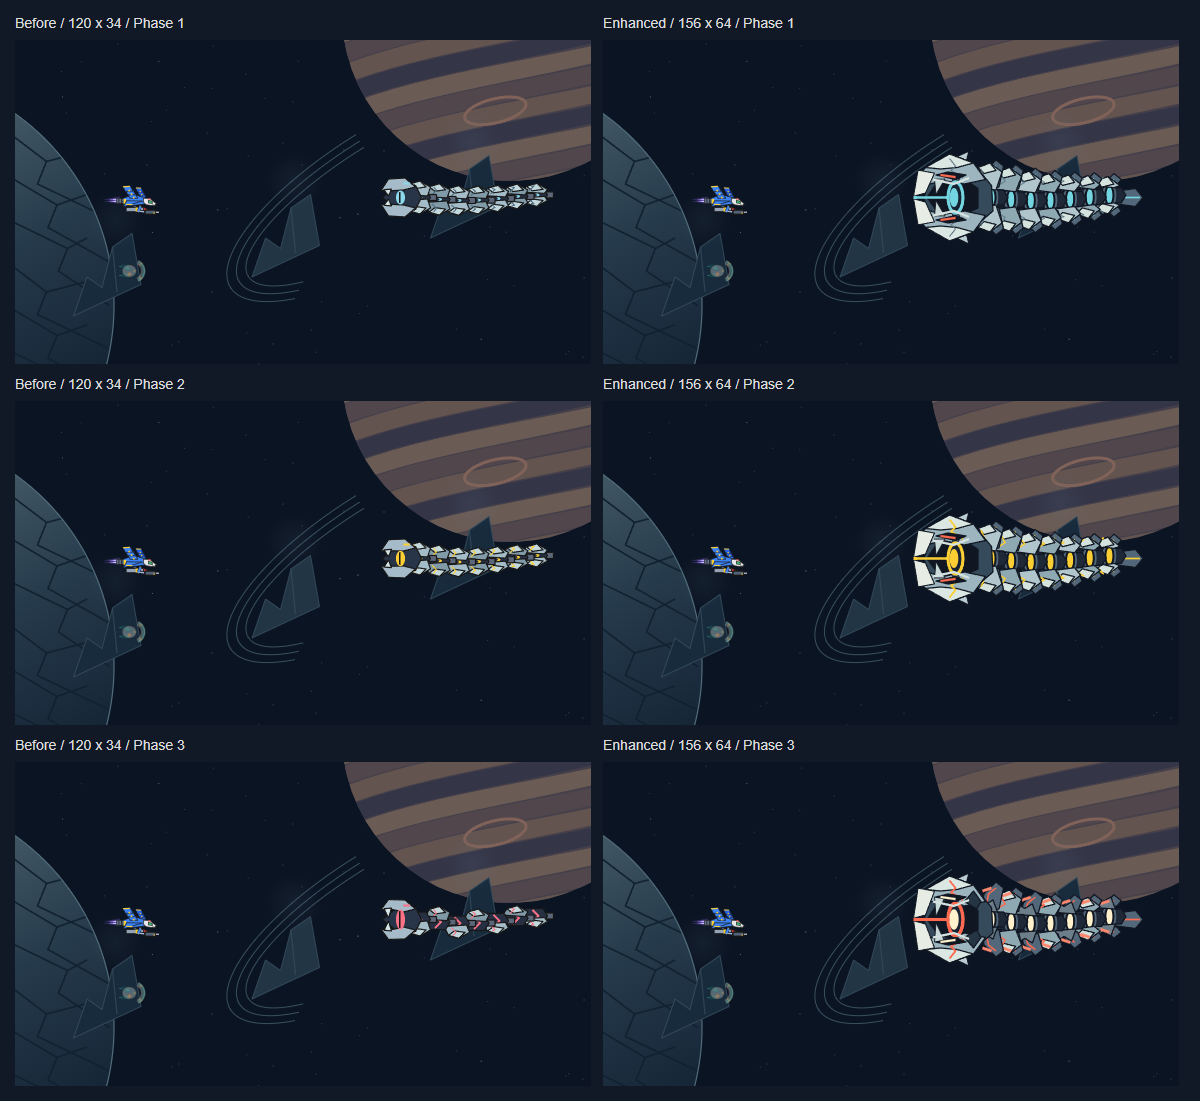 Before / 120 x 34 / Phase 1
Enhanced / 156 x 64 / Phase 1
Before / 120 x 34 / Phase 2
Enhanced / 156 x 64 / Phase 2
Before / 120 x 34 / Phase 3
Enhanced / 156 x 64 / Phase 3